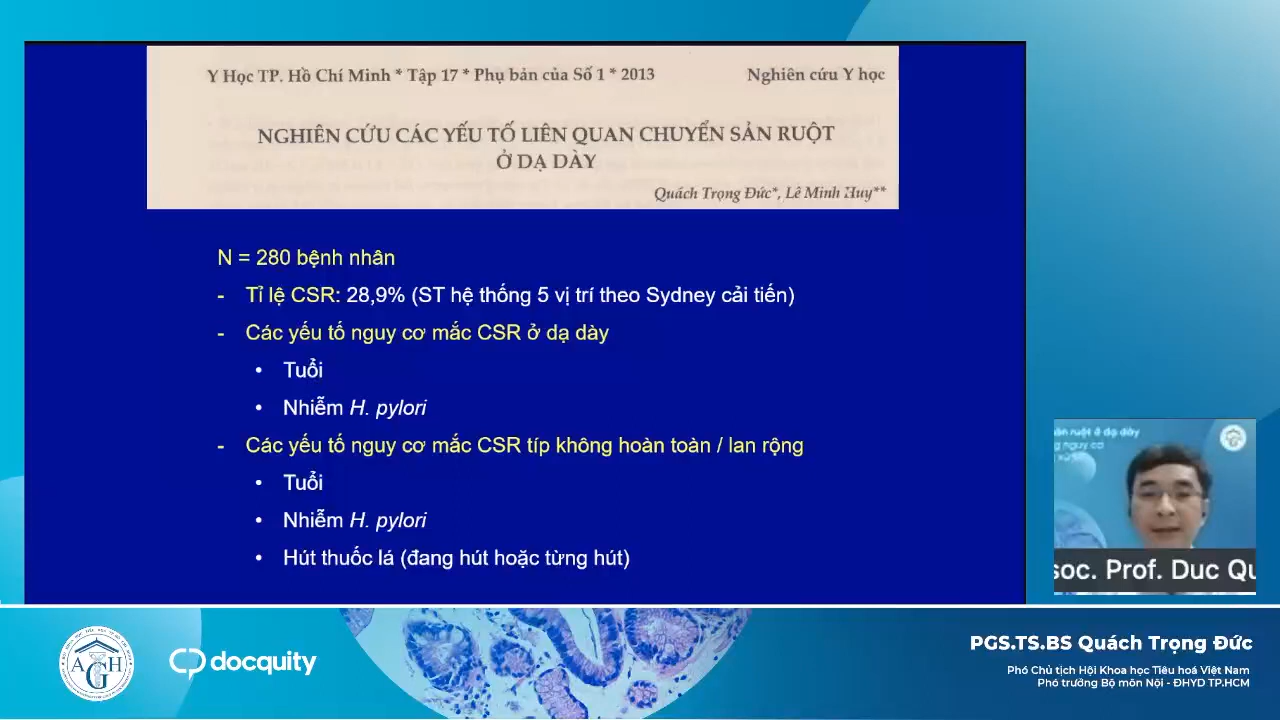 Y Học TP. Hồ Chí Minh * Tập 17 * Phụ bản của Số 1 * 2013
Nghiên cứu Y học
NGHIÊN CỨU CÁC YẾU TỐ LIÊN QUAN CHUYỂN SẢN RUỘT
Ở DẠ DÀY
Quách Trọng Đức*, Lê Minh Huy**
N = 280 bệnh nhân
- Tỉ lệ CSR: 28,9% (ST hệ thống 5 vị trí theo Sydney cải tiến)
- Các yếu tố nguy cơ mắc CSR ở dạ dày
• Tuổi
• Nhiễm H. pylori
- Các yếu tố nguy cơ mắc CSR típ không hoàn toàn / lan rộng
• Tuổi
• Nhiễm H. pylori
• Hút thuốc lá (đang hút hoặc từng hút)
ruột ở dạ dày
nguy cơ
soc. Prof. Duc Qu
AGH
docquity
PGS.TS.BS Quách Trọng Đức
Phó Chủ tịch Hội Khoa học Tiêu hoá Việt Nam
Phó trưởng Bộ môn Nội - ĐHYD TP.HCM